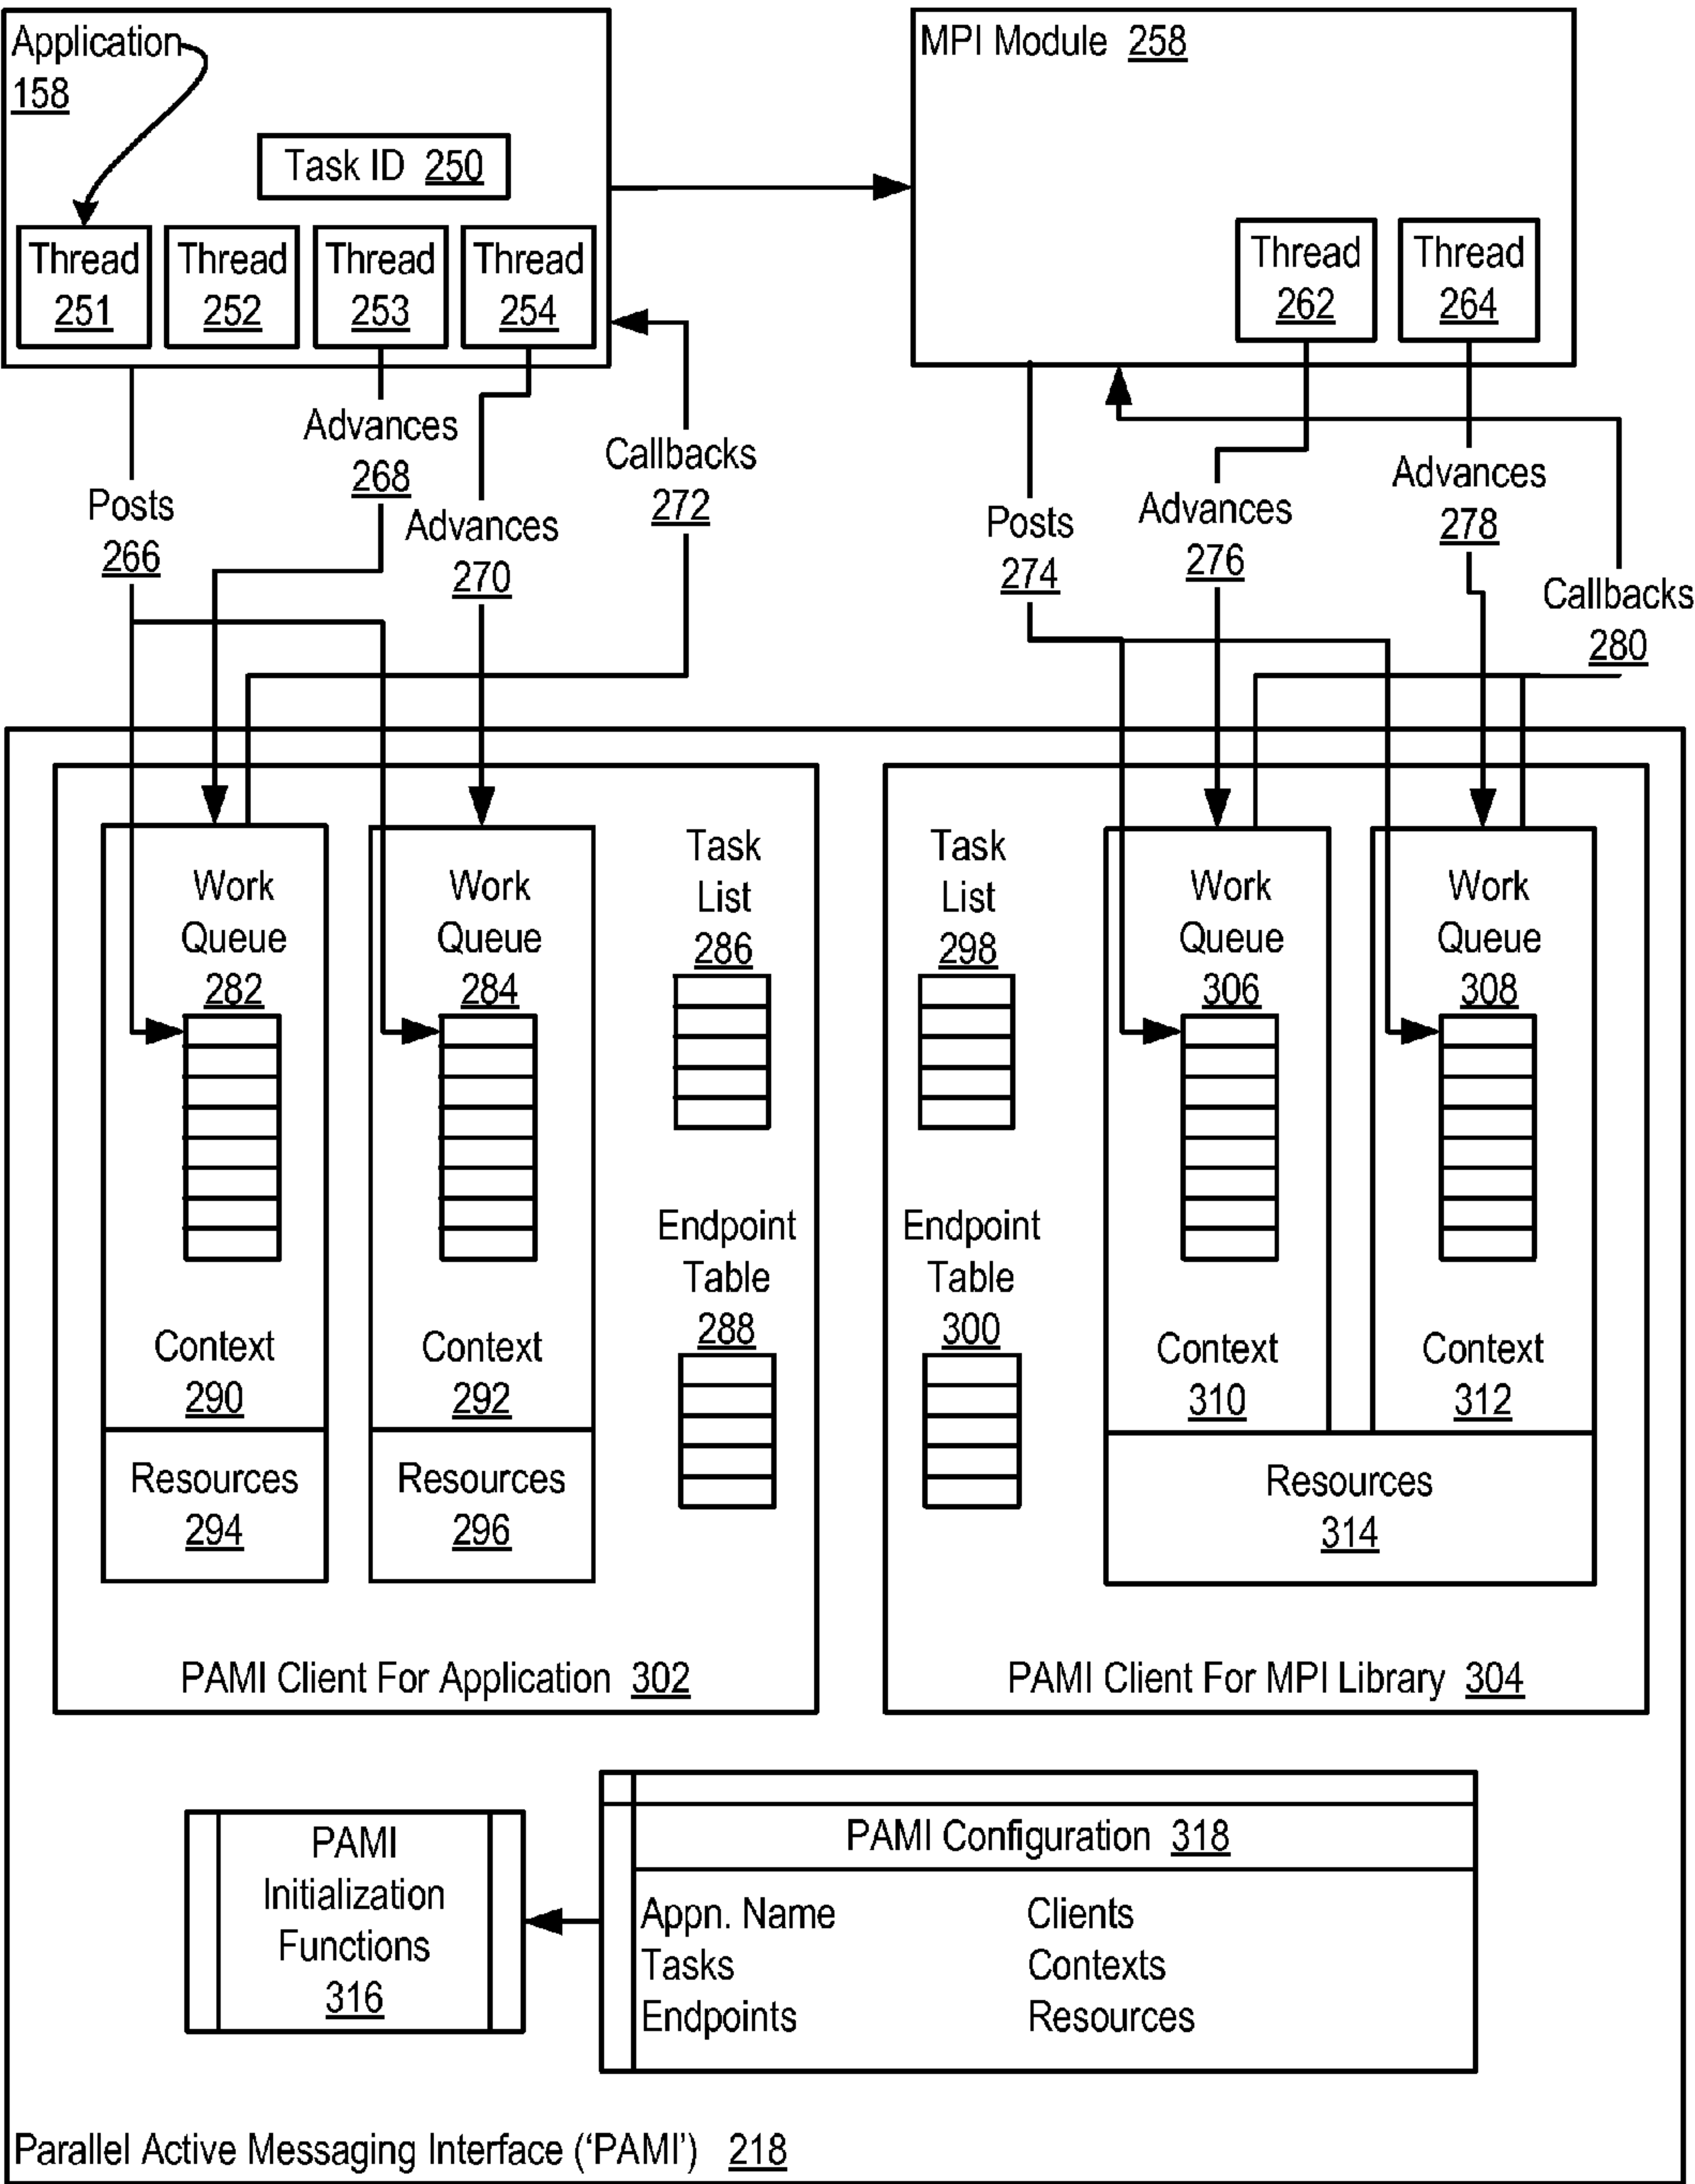 Application
158
Task ID 250
Thread
251
Thread
252
Thread
253
Thread
254
MPI Module 258
Thread
262
Thread
264
Posts
266
Advances
268
Advances
270
Callbacks
272
Posts
274
Advances
276
Advances
278
Callbacks
280
Work
Queue
282
Context
290
Resources
294
Work
Queue
284
Context
292
Resources
296
Task
List
286
Endpoint
Table
288
PAMI Client For Application 302
Task
List
298
Endpoint
Table
300
Work
Queue
306
Context
310
Work
Queue
308
Context
312
Resources
314
PAMI Client For MPI Library 304
PAMI
Initialization
Functions
316
PAMI Configuration 318
Appn. Name Clients
Tasks Contexts
Endpoints Resources
Parallel Active Messaging Interface (‘PAMI’) 218